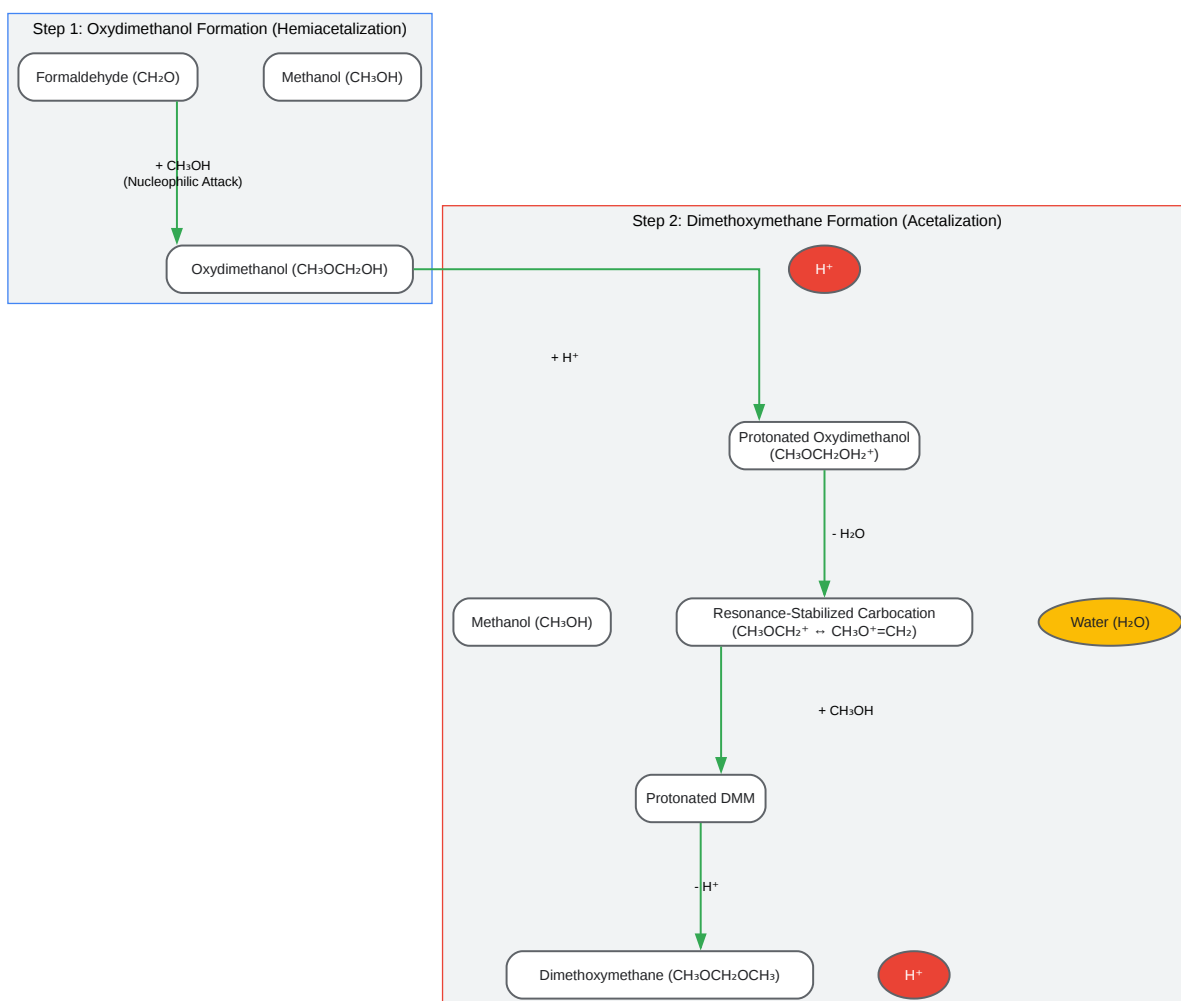 Step 1: Oxydimethanol Formation (Hemiacetalization)
Formaldehyde (CH₂O)
Methanol (CH₃OH)
+ CH₃OH
(Nucleophilic Attack)
Oxydimethanol (CH₃OCH₂OH)
Step 2: Dimethoxymethane Formation (Acetalization)
H⁺
+ H⁺
Protonated Oxydimethanol
(CH₃OCH₂OH₂⁺)
- H₂O
Methanol (CH₃OH)
Resonance-Stabilized Carbocation
(CH₃OCH₂⁺ ↔ CH₃O⁺=CH₂)
Water (H₂O)
+ CH₃OH
Protonated DMM
- H⁺
Dimethoxymethane (CH₃OCH₂OCH₃)
H⁺